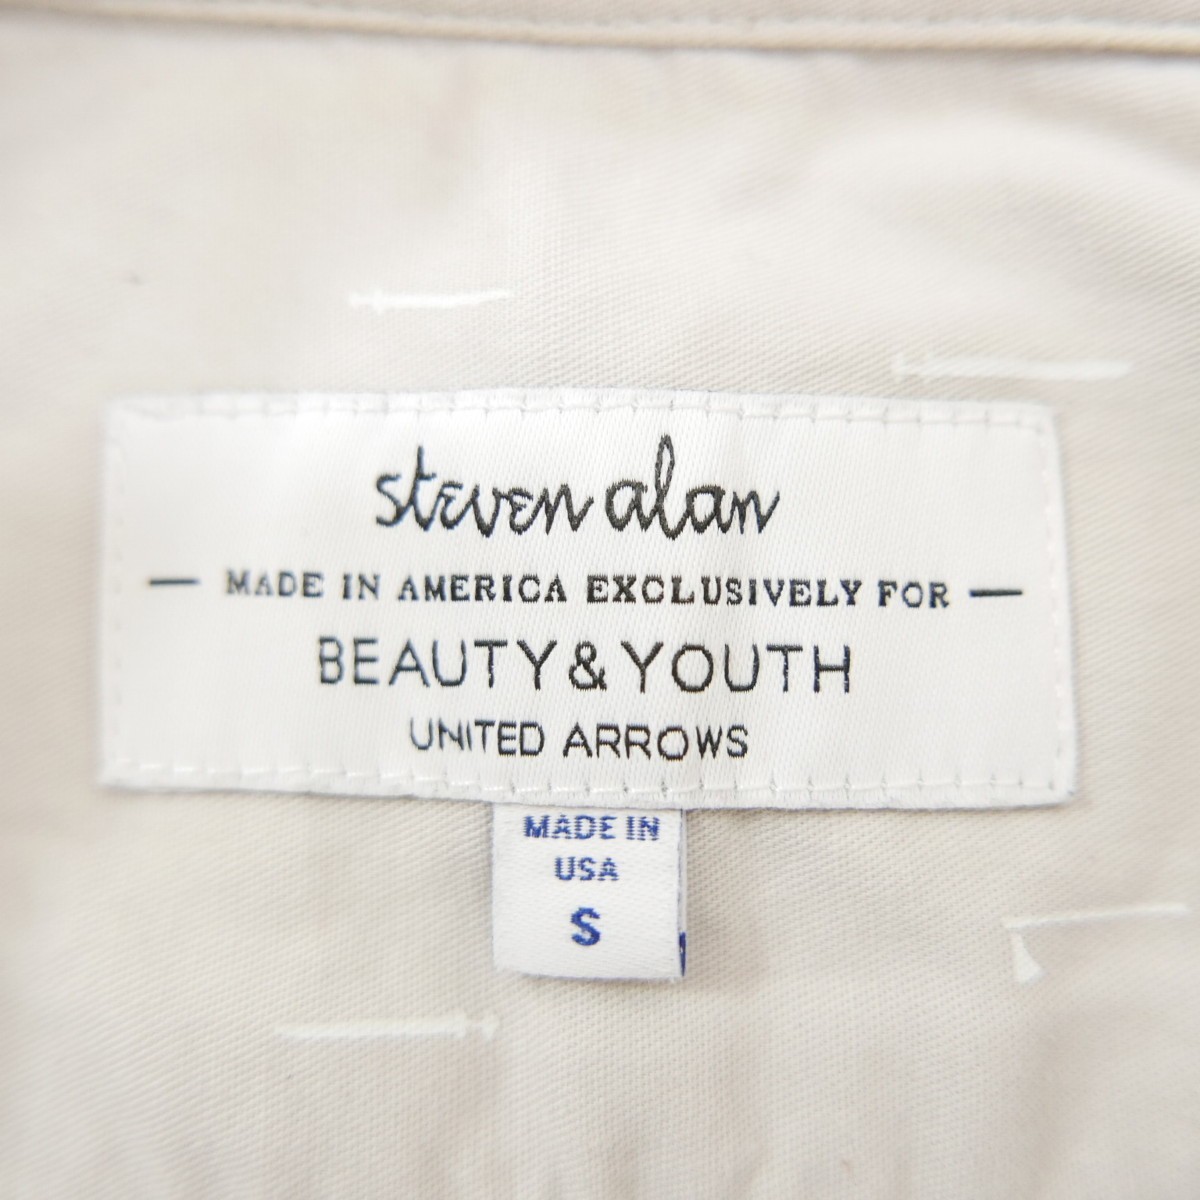 steven alan
MADE IN AMERICA EXCLUSIVELY FOR
BEAUTY & YOUTH
UNITED ARROWS
MADE IN
USA
S